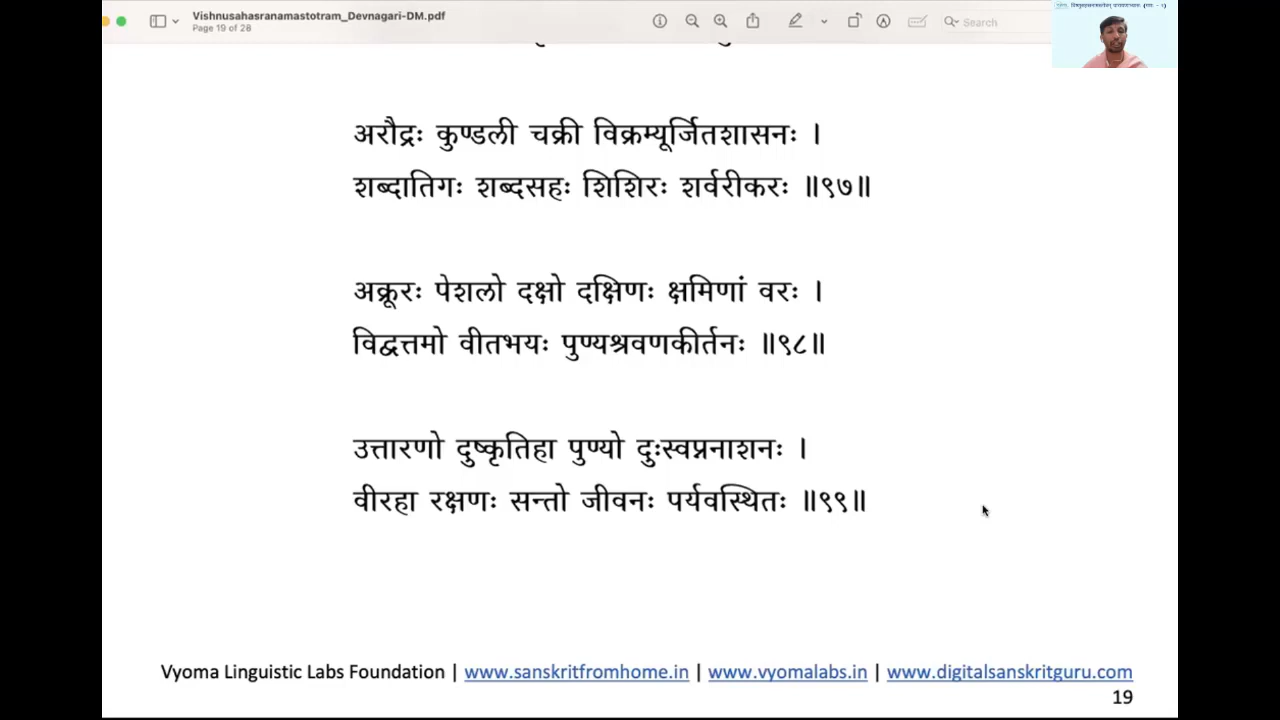 Vishnusahasranamastotram_Devnagari-DM.pdf
Page 19 of 28
Search
अरौद्रः कुण्डली चक्री विक्रम्यूर्जितशासनः ।
शब्दातिगः शब्दसहः शिशिरः शर्वरीकरः ॥९७॥
अक्रूरः पेशलो दक्षो दक्षिणः क्षमिणां वरः ।
विद्वत्तमो वीतभयः पुण्यश्रवणकीर्तनः ॥९८॥
उत्तारणो दुष्कृतिहा पुण्यो दुःस्वप्ननाशनः ।
वीरहा रक्षणः सन्तो जीवनः पर्यवस्थितः ॥९९॥
Vyoma Linguistic Labs Foundation | www.sanskritfromhome.in | www.vyomalabs.in | www.digitalsanskritguru.com
19